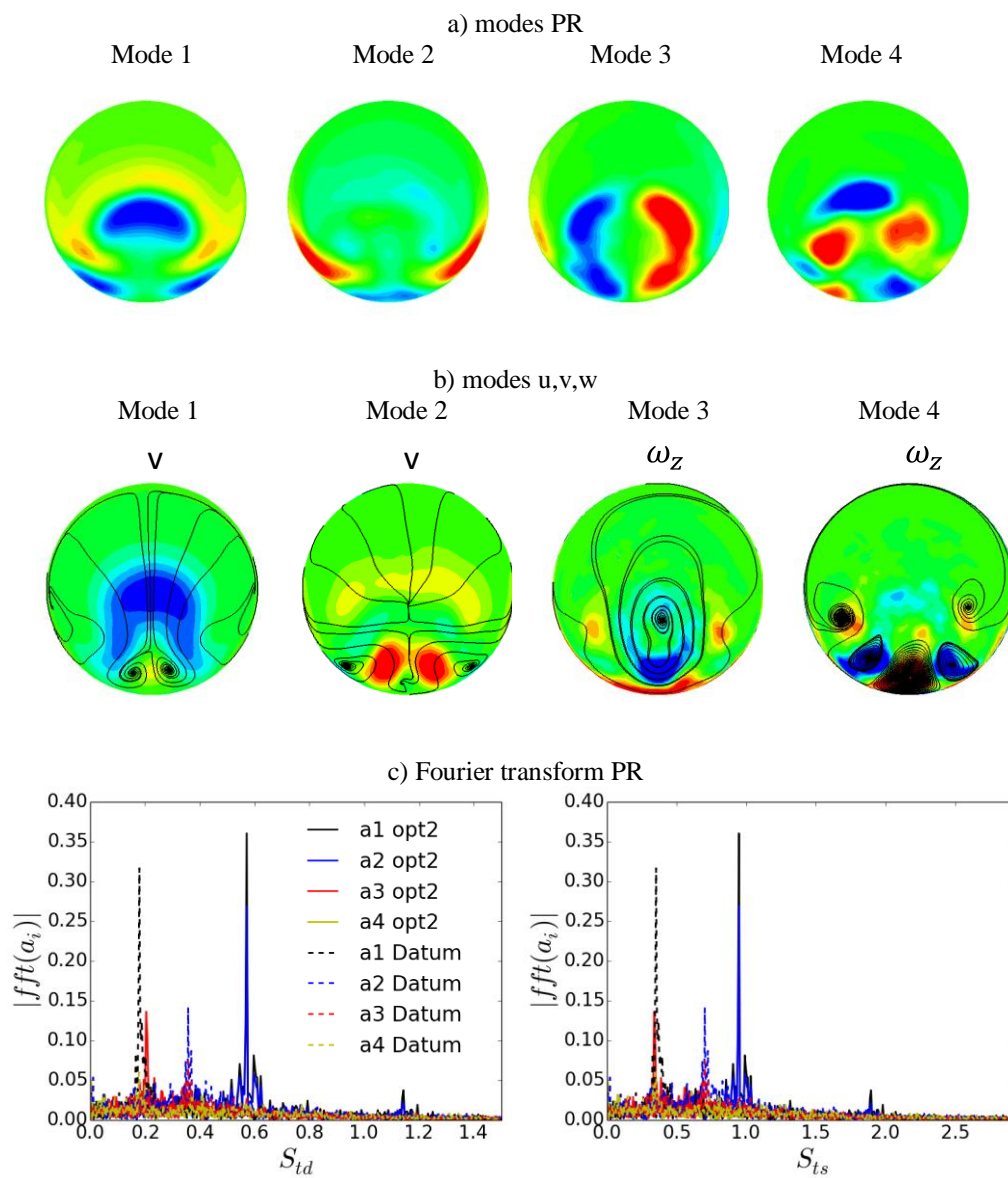 a) modes PR
Mode 1 Mode 2 Mode 3 Mode 4
b) modes u,v,w
Mode 1 Mode 2 Mode 3 Mode 4
v v ω_z ω_z
c) Fourier transform PR
|fft(a_i)|
0.40
0.35
0.30
0.25
0.20
0.15
0.10
0.05
0.00
0.0 0.2 0.4 0.6 0.8 1.0 1.2 1.4
S_{td}
a1 opt2
a2 opt2
a3 opt2
a4 opt2
a1 Datum
a2 Datum
a3 Datum
a4 Datum
|fft(a_i)|
0.40
0.35
0.30
0.25
0.20
0.15
0.10
0.05
0.00
0.0 0.5 1.0 1.5 2.0 2.5
S_{ts}